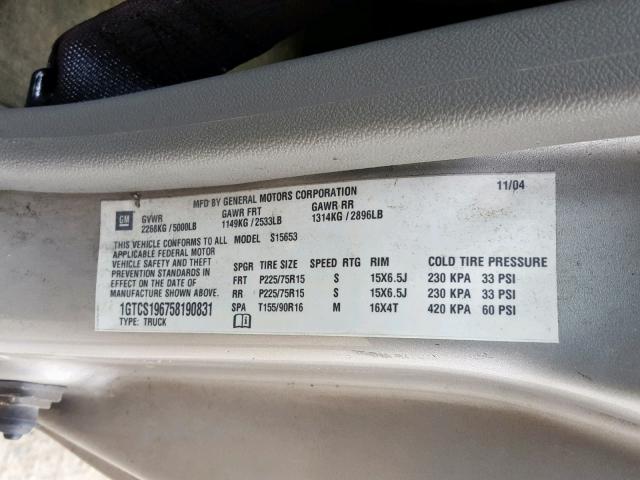 MFD BY GENERAL MOTORS CORPORATION 11/04
GM GVWR GAWR FRT GAWR RR
2268KG / 5000LB 1149KG / 2533LB 1314KG / 2896LB
THIS VEHICLE CONFORMS TO ALL MODEL S15653
APPLICABLE FEDERAL MOTOR
VEHICLE SAFETY AND THEFT
PREVENTION STANDARDS IN
EFFECT ON THE DATE OF
MANUFACTURE SHOWN ABOVE.
1GTCS196758190831
TYPE: TRUCK
SPGR TIRE SIZE SPEED RTG RIM COLD TIRE PRESSURE
FRT P225/75R15 S 15X6.5J 230 KPA 33 PSI
RR P225/75R15 S 15X6.5J 230 KPA 33 PSI
SPA T155/90R16 M 16X4T 420 KPA 60 PSI